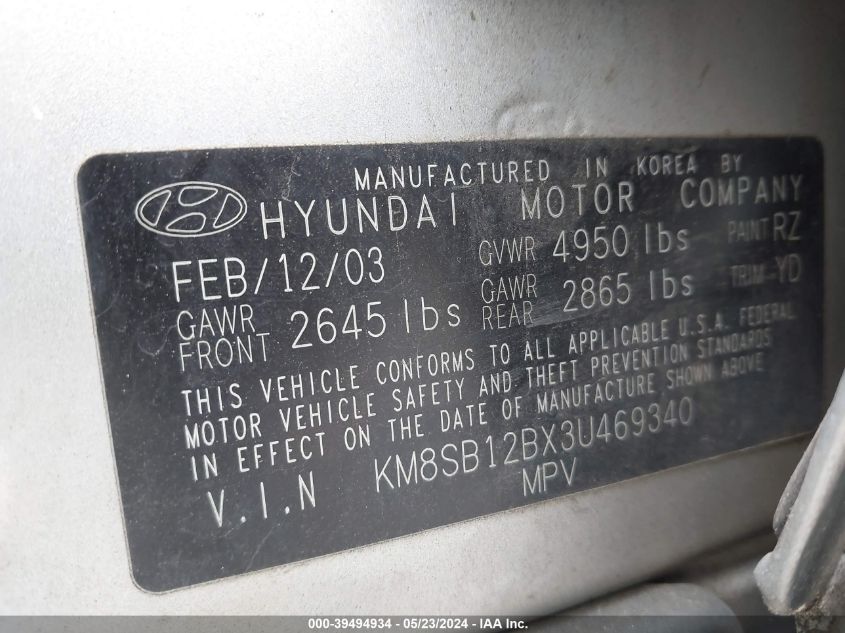 MANUFACTURED IN KOREA BY
HYUNDAI MOTOR COMPANY
FEB/12/03 GVWR 4950 lbs PAINT RZ
GAWR FRONT 2645 lbs GAWR REAR 2865 lbs TRIM YD
THIS VEHICLE CONFORMS TO ALL APPLICABLE U.S.A. FEDERAL
MOTOR VEHICLE SAFETY AND THEFT PREVENTION STANDARDS
IN EFFECT ON THE DATE OF MANUFACTURE SHOWN ABOVE
V.I.N KM8SB12BX3U469340
MPV
000-39494934 / 05/23/2024 - IAA Inc.